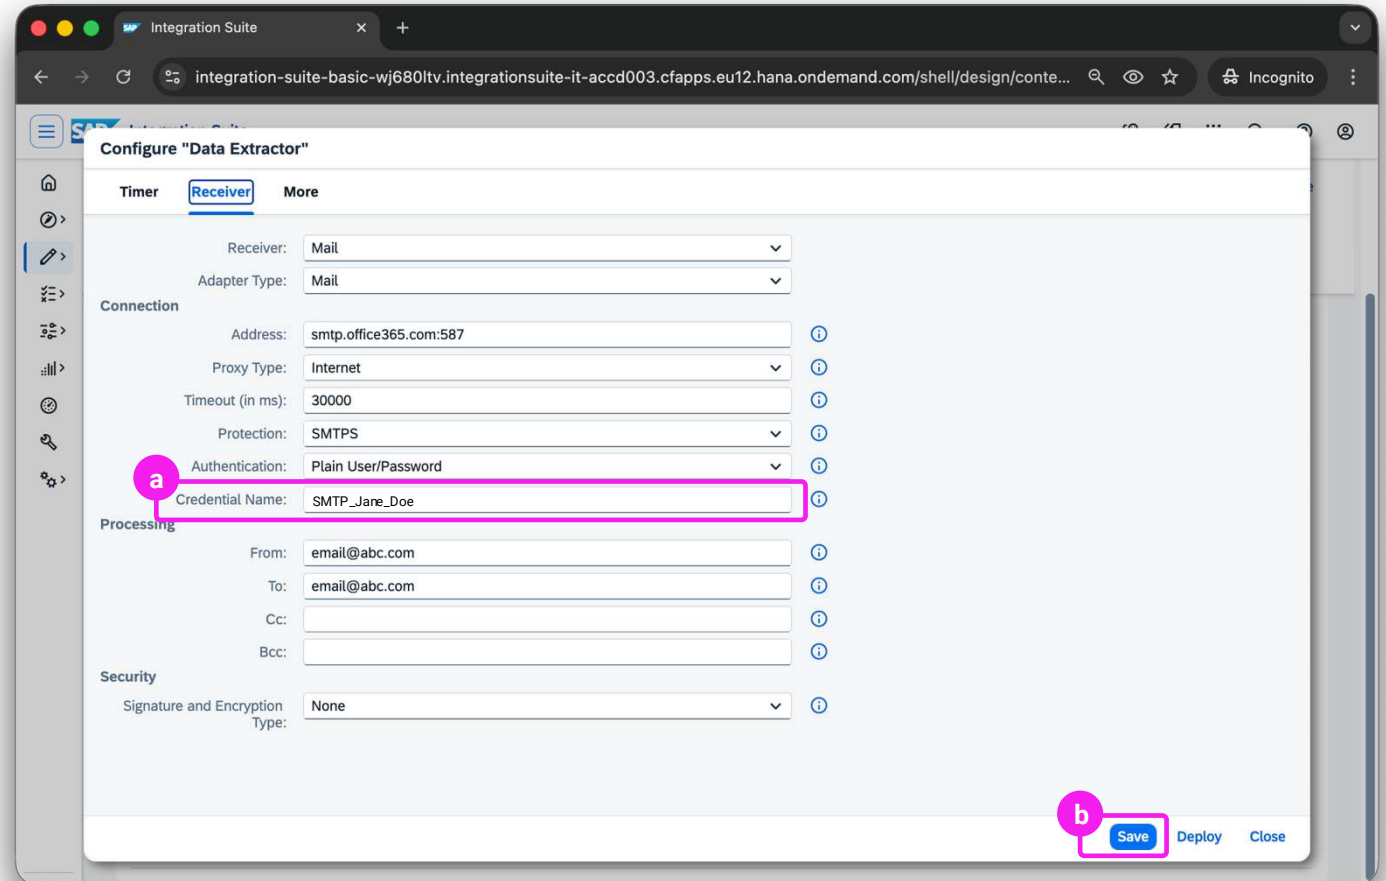 SAP Integration Suite
integration-suite-basic-wj680ltv.integrationsuite-it-accd003.cfapps.eu12.hana.ondemand.com/shell/design/conte... Incognito
Configure "Data Extractor"
Timer Receiver More
Receiver: Mail
Adapter Type: Mail
Connection
Address: smtp.office365.com:587
Proxy Type: Internet
Timeout (in ms): 30000
Protection: SMTPS
Authentication: Plain User/Password
a
Credential Name: SMTP_Jane_Doe
Processing
From: email@abc.com
To: email@abc.com
Cc:
Bcc:
Security
Signature and Encryption None
Type:
b
Save Deploy Close